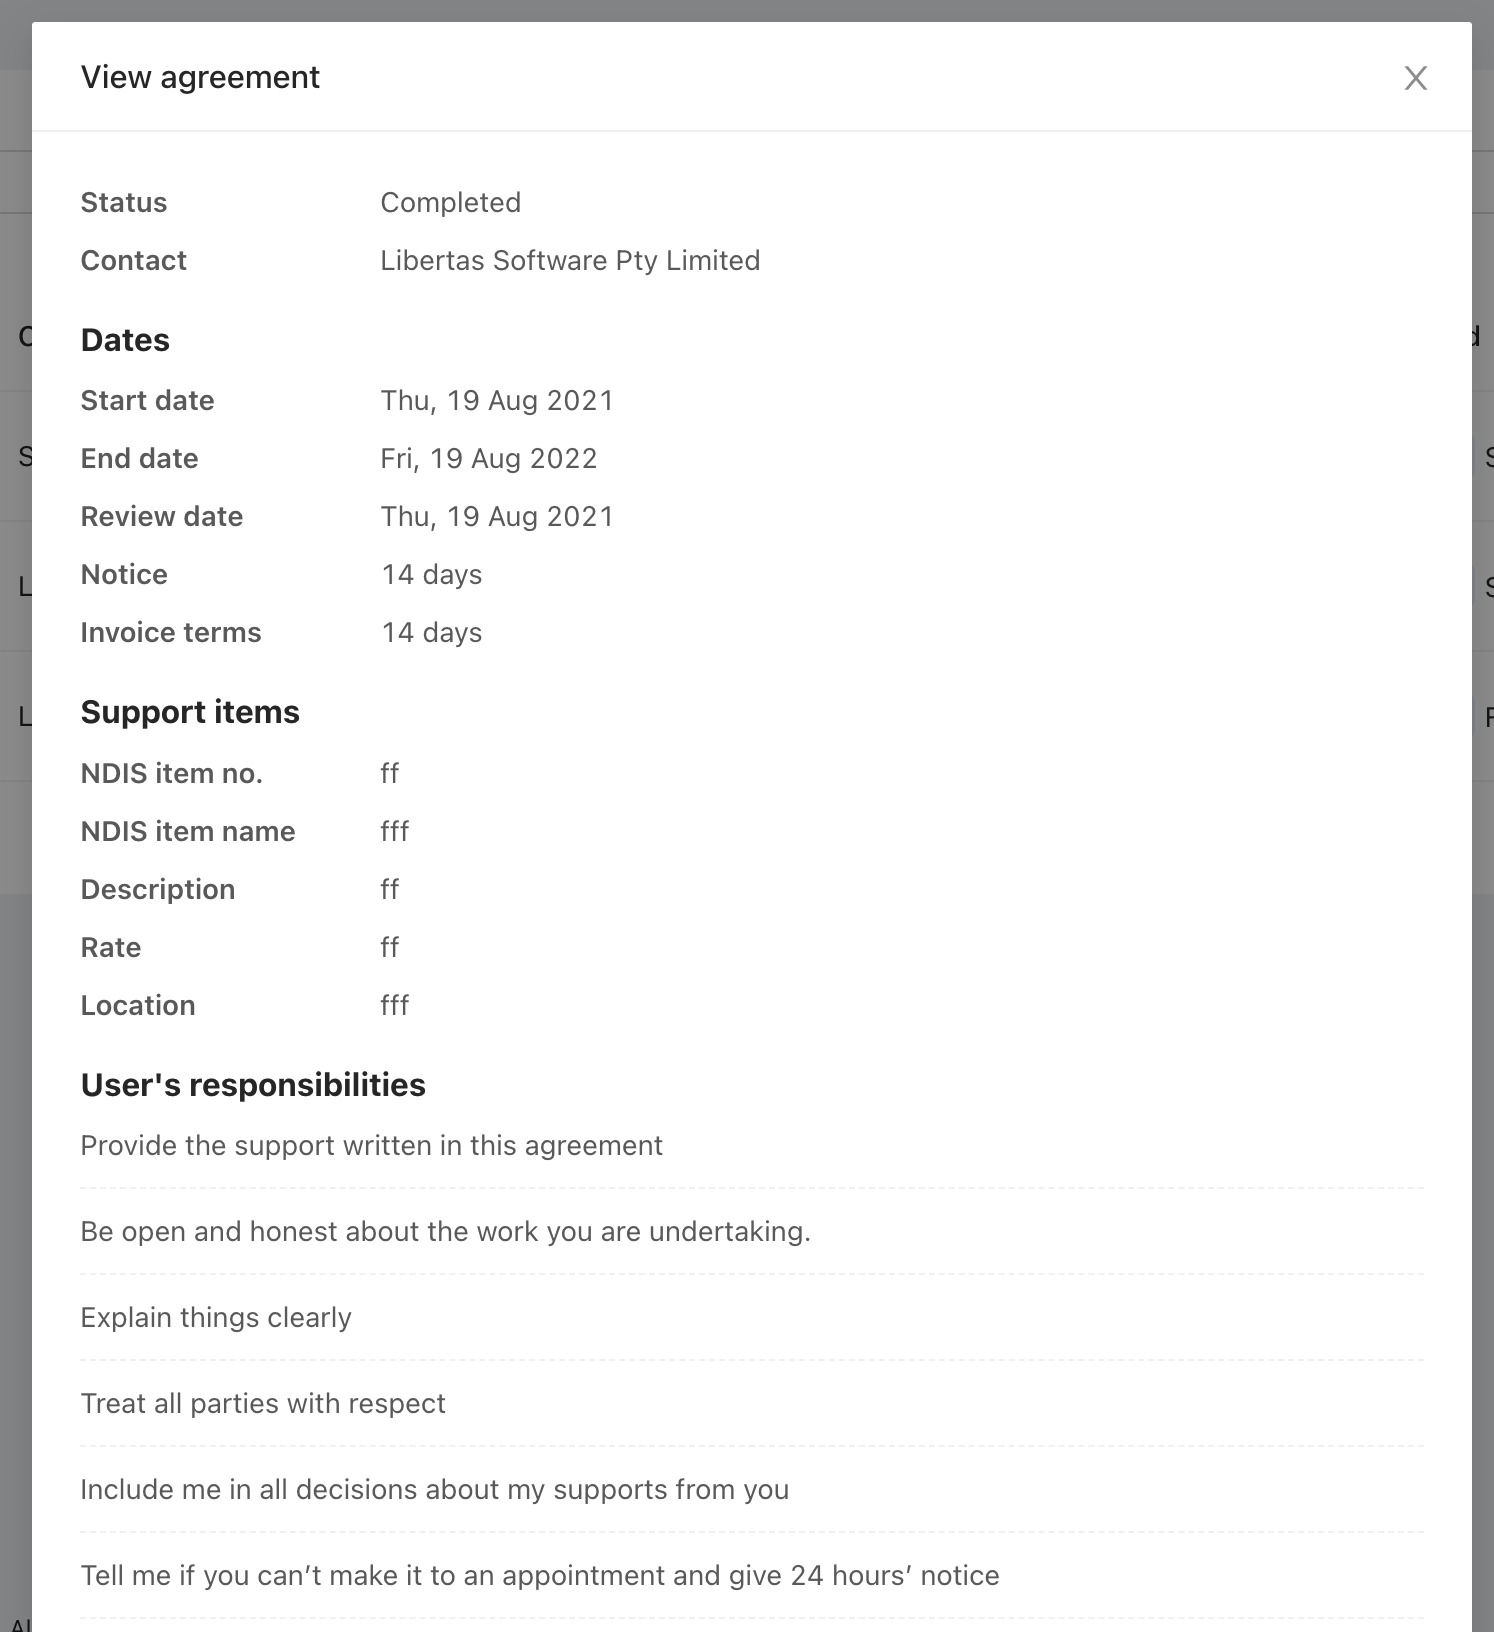 View agreement
Status Completed
Contact Libertas Software Pty Limited
Dates
Start date Thu, 19 Aug 2021
End date Fri, 19 Aug 2022
Review date Thu, 19 Aug 2021
Notice 14 days
Invoice terms 14 days
Support items
NDIS item no. ff
NDIS item name fff
Description ff
Rate ff
Location fff
User's responsibilities
Provide the support written in this agreement
Be open and honest about the work you are undertaking.
Explain things clearly
Treat all parties with respect
Include me in all decisions about my supports from you
Tell me if you can’t make it to an appointment and give 24 hours’ notice